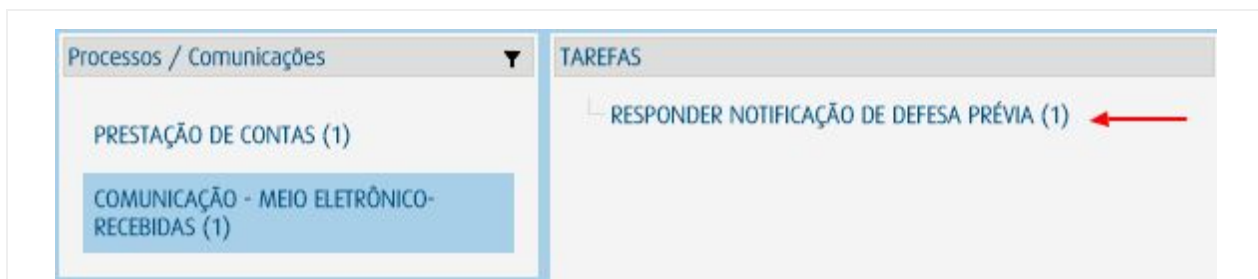 Processos / Comunicações
TAREFAS
RESPONDER NOTIFICAÇÃO DE DEFESA PRÉVIA (1)
PRESTAÇÃO DE CONTAS (1)
COMUNICAÇÃO - MEIO ELETRÔNICO-
RECEBIDAS (1)